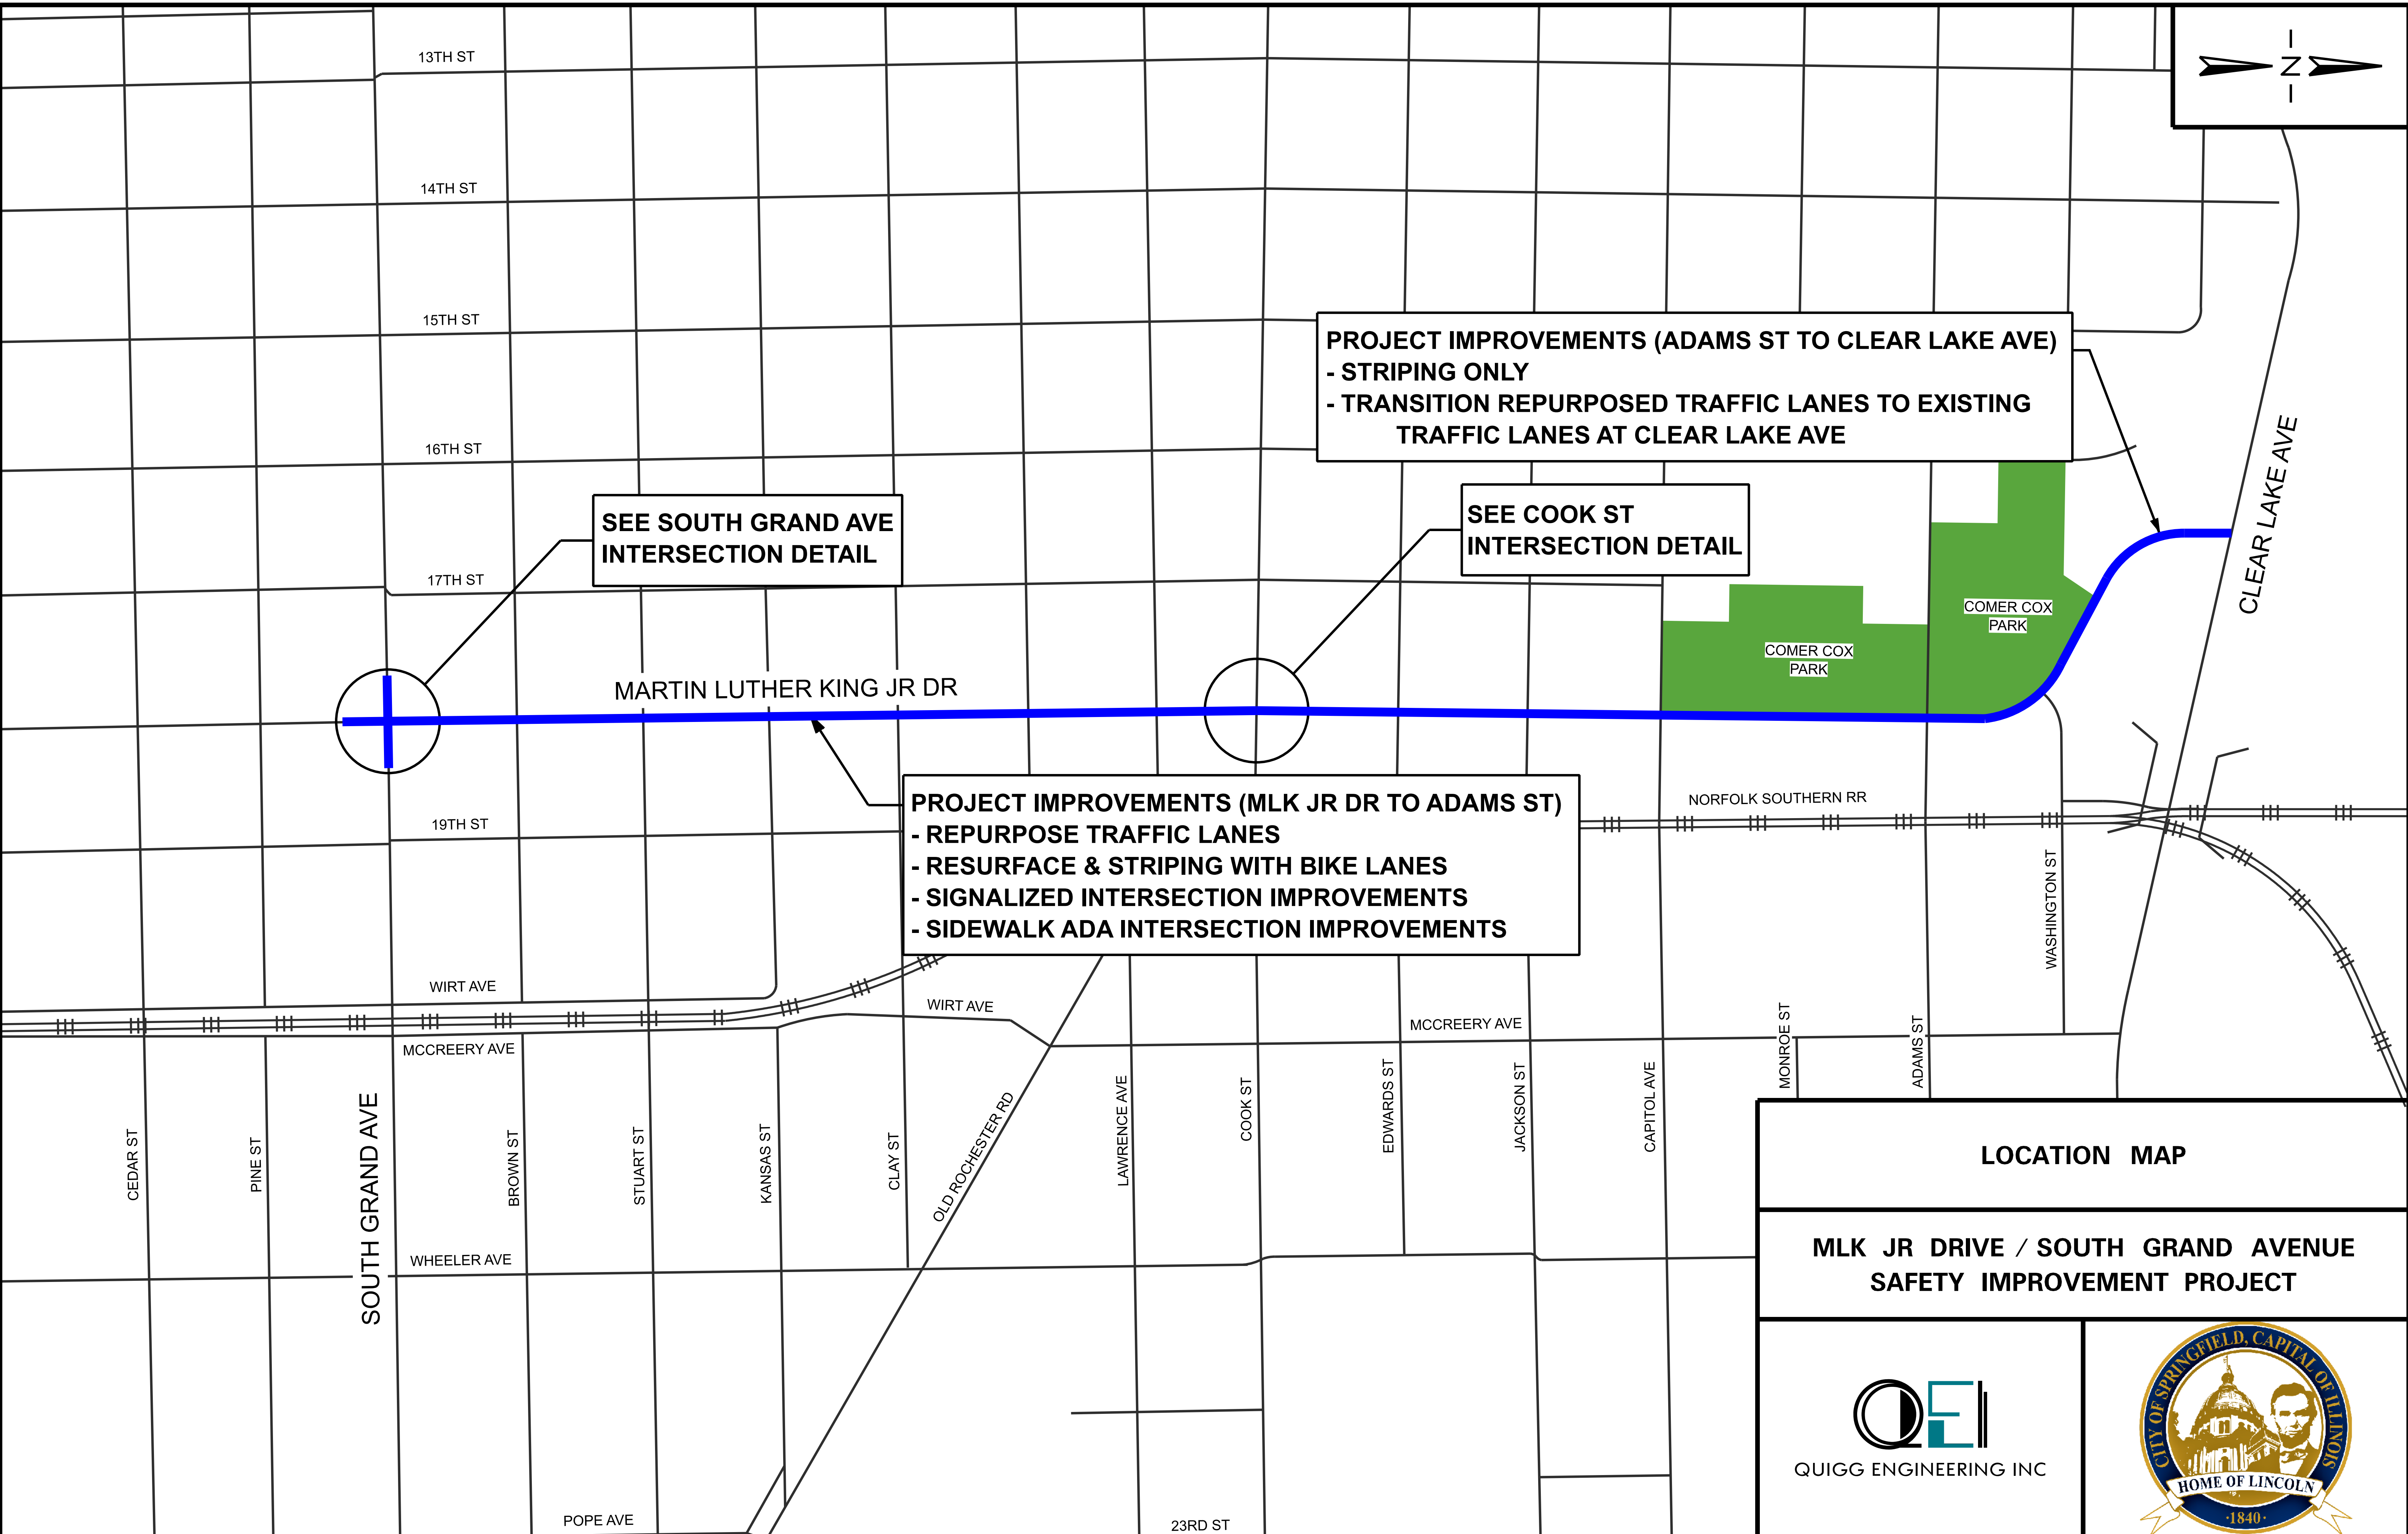 N
13TH ST
14TH ST
15TH ST
16TH ST
17TH ST
PROJECT IMPROVEMENTS (ADAMS ST TO CLEAR LAKE AVE)
- STRIPING ONLY
- TRANSITION REPURPOSED TRAFFIC LANES TO EXISTING
TRAFFIC LANES AT CLEAR LAKE AVE
SEE SOUTH GRAND AVE
INTERSECTION DETAIL
SEE COOK ST
INTERSECTION DETAIL
CLEAR LAKE AVE
COMER COX
PARK
COMER COX
PARK
MARTIN LUTHER KING JR DR
PROJECT IMPROVEMENTS (MLK JR DR TO ADAMS ST)
- REPURPOSE TRAFFIC LANES
- RESURFACE & STRIPING WITH BIKE LANES
- SIGNALIZED INTERSECTION IMPROVEMENTS
- SIDEWALK ADA INTERSECTION IMPROVEMENTS
NORFOLK SOUTHERN RR
19TH ST
WASHINGTON ST
WIRT AVE
WIRT AVE
MCCREERY AVE
MCCREERY AVE
CEDAR ST
PINE ST
SOUTH GRAND AVE
BROWN ST
STUART ST
KANSAS ST
CLAY ST
OLD ROCHESTER RD
LAWRENCE AVE
COOK ST
EDWARDS ST
JACKSON ST
CAPITOL AVE
MONROE ST
ADAMS ST
WHEELER AVE
POPE AVE
23RD ST
LOCATION MAP
MLK JR DRIVE / SOUTH GRAND AVENUE
SAFETY IMPROVEMENT PROJECT
QEI
QUIGG ENGINEERING INC
CITY OF SPRINGFIELD, CAPITAL OF ILLINOIS
HOME OF LINCOLN
·1840·